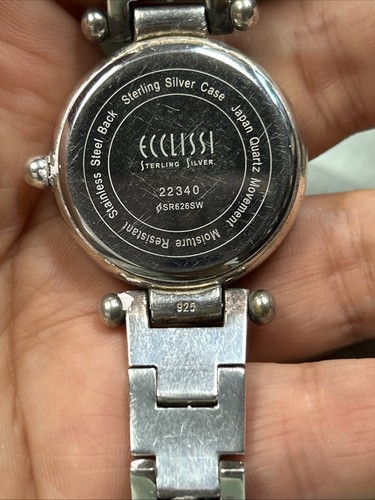 Sterling Silver Case
Japan Quartz Movement
Moisture Resistant
Stainless Steel Back
ECCLISSI
STERLING SILVER
22340
SR626SW
925